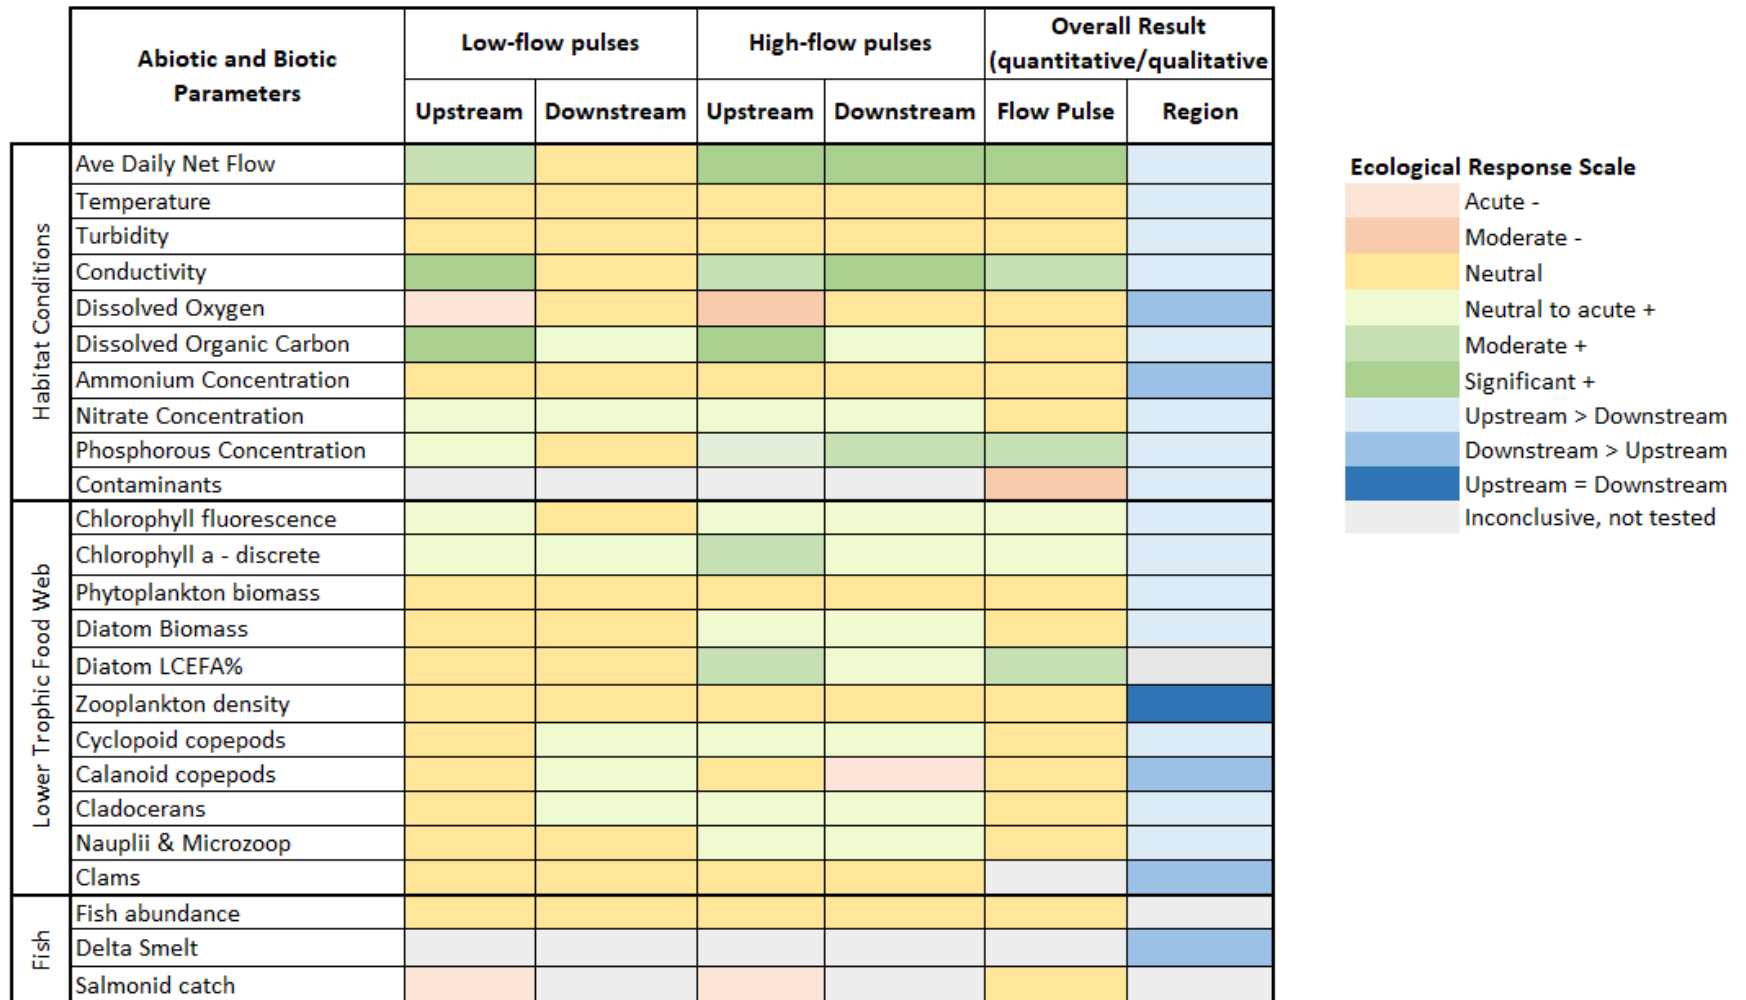 Abiotic and Biotic
Parameters
Low-flow pulses
High-flow pulses
Overall Result
(quantitative/qualitative
Upstream
Downstream
Upstream
Downstream
Flow Pulse
Region
Habitat Conditions
Ave Daily Net Flow
Temperature
Turbidity
Conductivity
Dissolved Oxygen
Dissolved Organic Carbon
Ammonium Concentration
Nitrate Concentration
Phosphorous Concentration
Contaminants
Lower Trophic Food Web
Chlorophyll fluorescence
Chlorophyll a - discrete
Phytoplankton biomass
Diatom Biomass
Diatom LCEFA%
Zooplankton density
Cyclopoid copepods
Calanoid copepods
Cladocerans
Nauplii & Microzoop
Clams
Fish
Fish abundance
Delta Smelt
Salmonid catch
Ecological Response Scale
Acute -
Moderate -
Neutral
Neutral to acute +
Moderate +
Significant +
Upstream > Downstream
Downstream > Upstream
Upstream = Downstream
Inconclusive, not tested